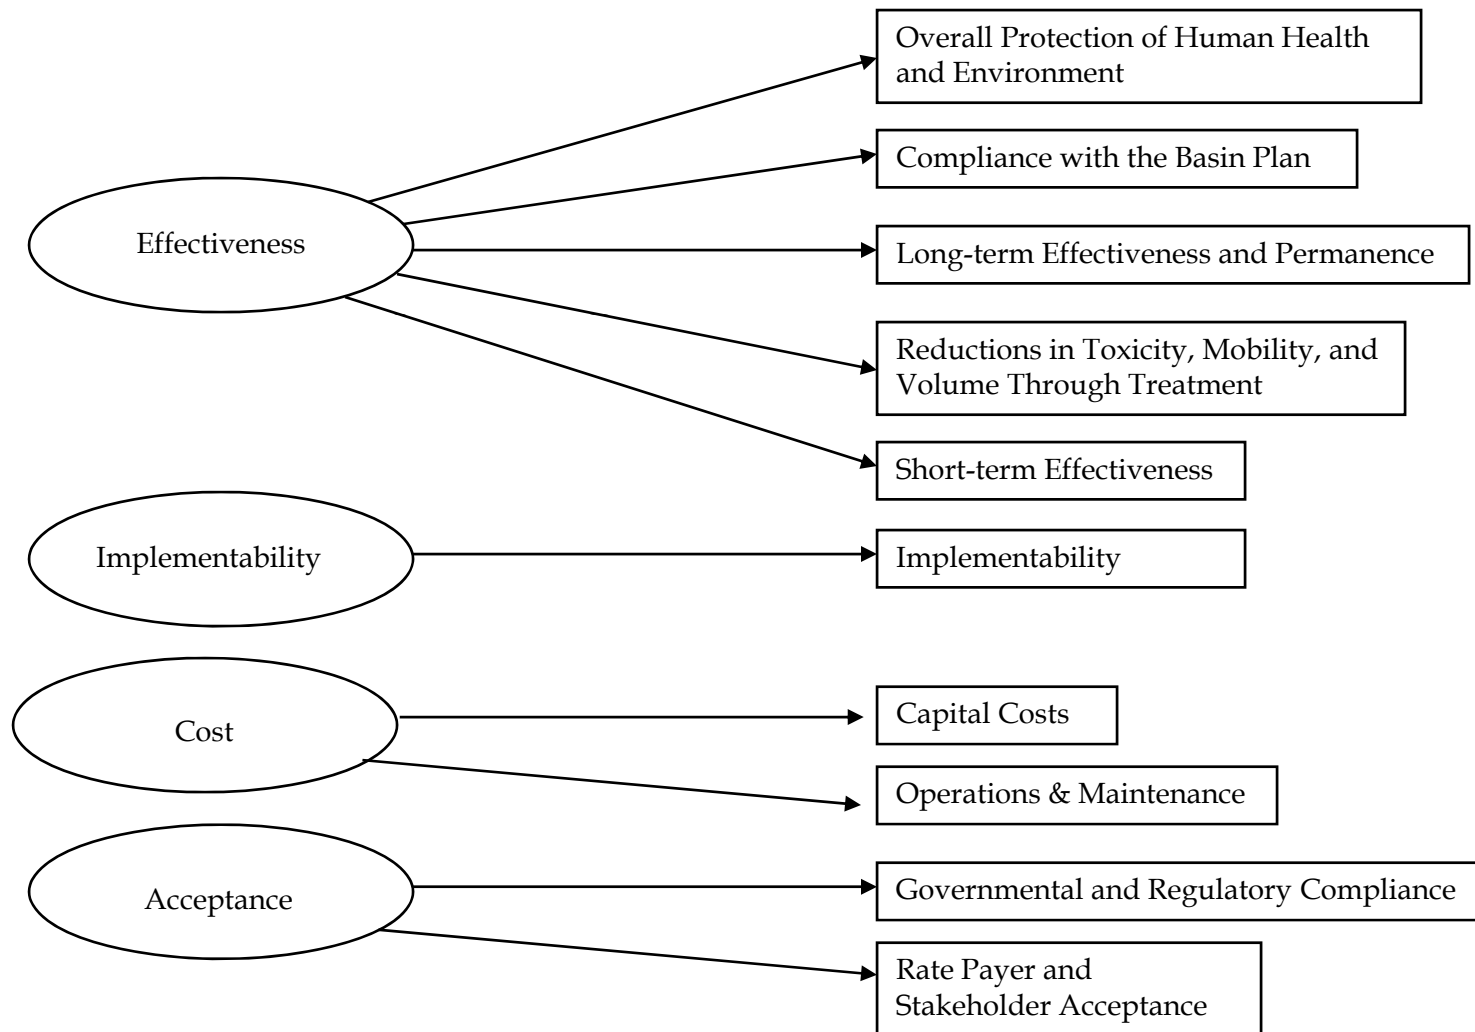 Overall Protection of Human Health
and Environment
Compliance with the Basin Plan
Effectiveness
Long-term Effectiveness and Permanence
Reductions in Toxicity, Mobility, and
Volume Through Treatment
Short-term Effectiveness
Implementability
Implementability
Cost
Capital Costs
Operations & Maintenance
Acceptance
Governmental and Regulatory Compliance
Rate Payer and
Stakeholder Acceptance